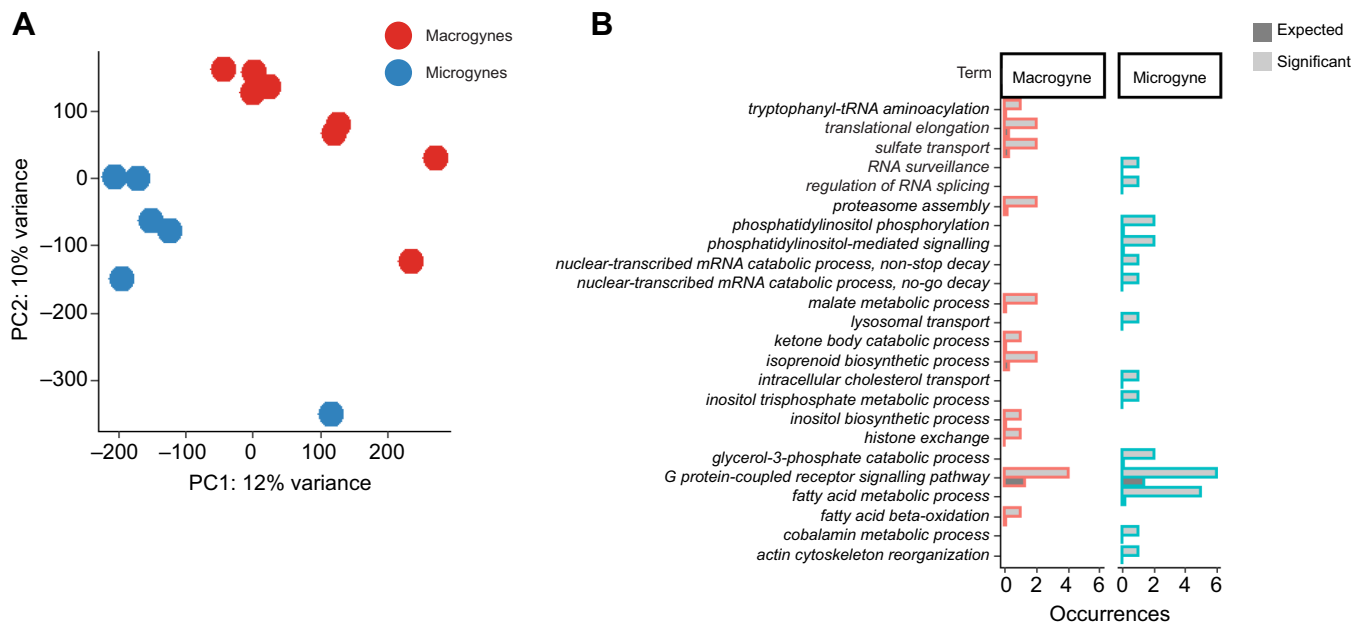 A
Macrogynes
Microgynes
PC2: 10% variance
100
0
−100
−200
−300
−200
−100
0
100
200
PC1: 12% variance
B
Expected
Significant
Term
Macrogyne
Microgyne
tryptophanyl-tRNA aminoacylation
translational elongation
sulfate transport
RNA surveillance
regulation of RNA splicing
proteasome assembly
phosphatidylinositol phosphorylation
phosphatidylinositol-mediated signalling
nuclear-transcribed mRNA catabolic process, non-stop decay
nuclear-transcribed mRNA catabolic process, no-go decay
malate metabolic process
lysosomal transport
ketone body catabolic process
isoprenoid biosynthetic process
intracellular cholesterol transport
inositol trisphosphate metabolic process
inositol biosynthetic process
histone exchange
glycerol-3-phosphate catabolic process
G protein-coupled receptor signalling pathway
fatty acid metabolic process
fatty acid beta-oxidation
cobalamin metabolic process
actin cytoskeleton reorganization
0 2 4 6
0 2 4 6
Occurrences